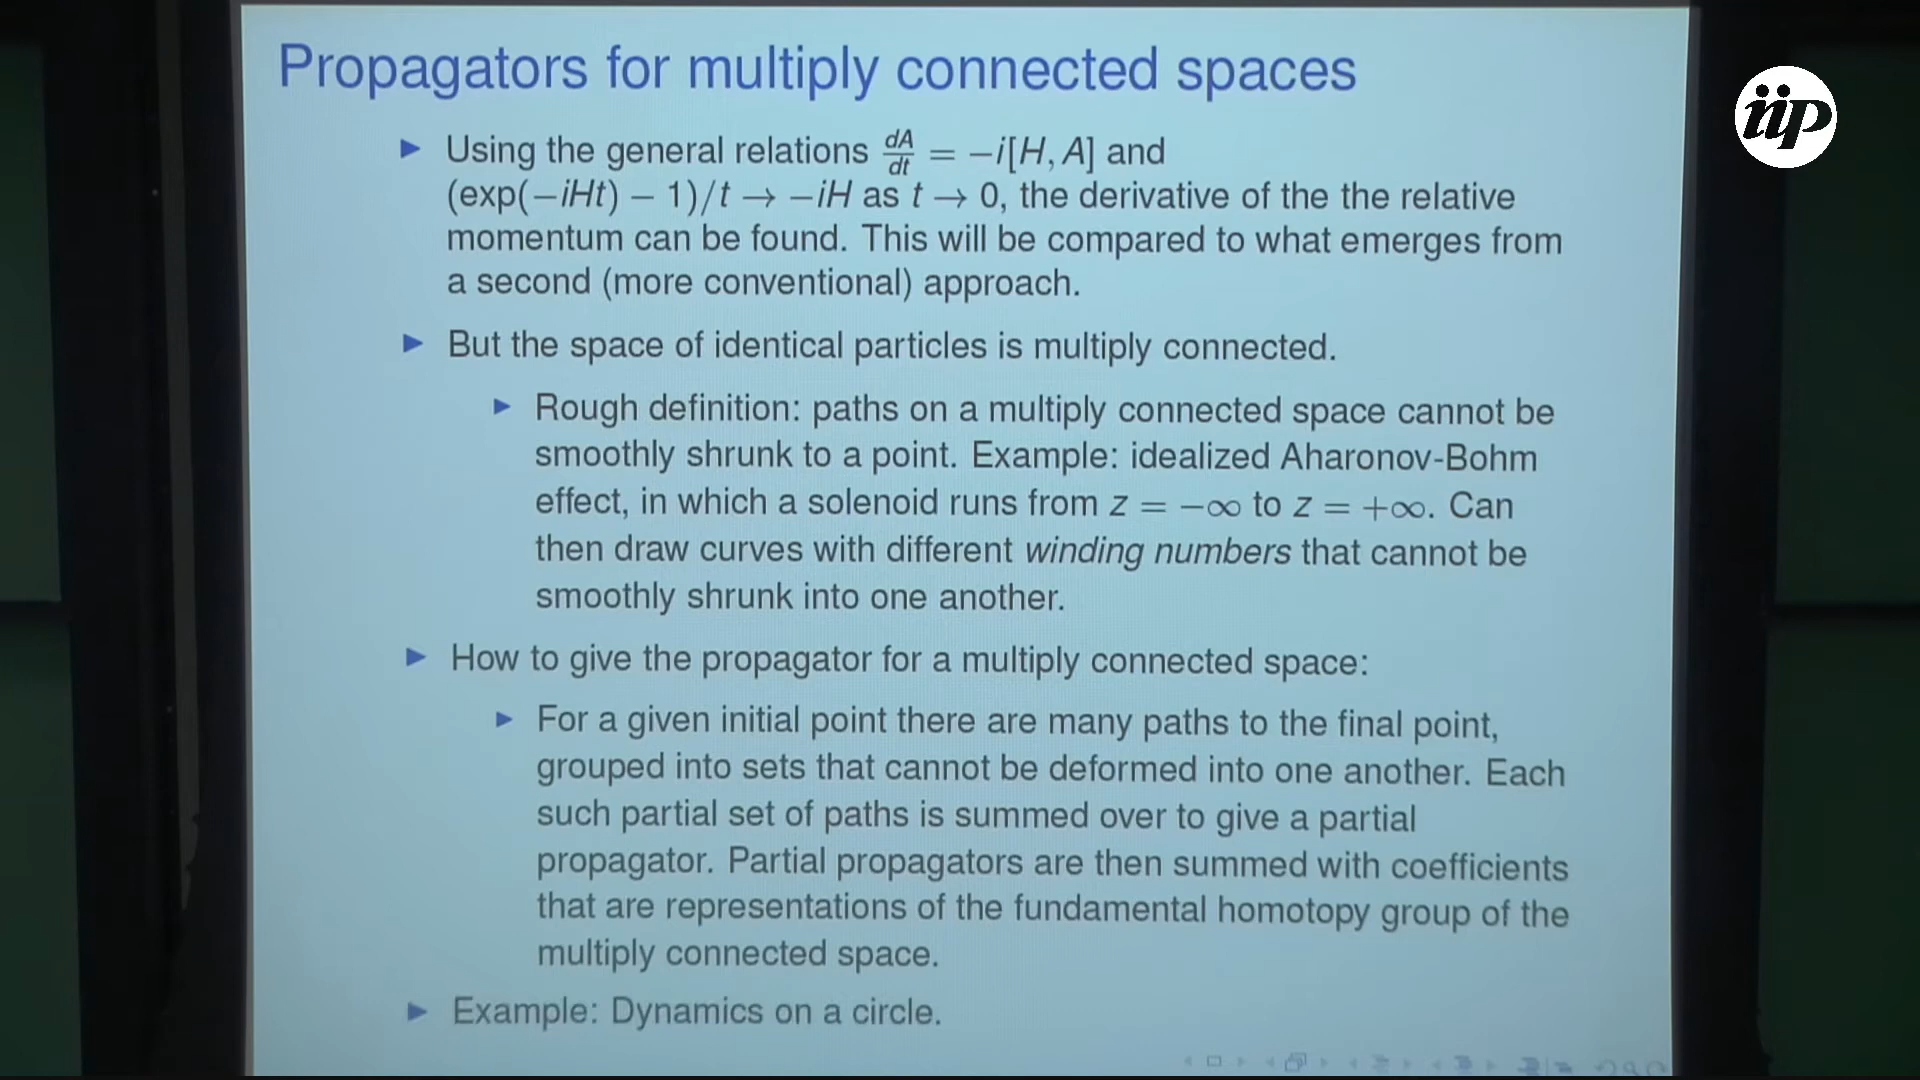 Propagators for multiply connected spaces
iip
Using the general relations dA/dt = −i[H, A] and
(exp(−iHt) − 1)/t → −iH as t → 0, the derivative of the the relative
momentum can be found. This will be compared to what emerges from
a second (more conventional) approach.
But the space of identical particles is multiply connected.
Rough definition: paths on a multiply connected space cannot be
smoothly shrunk to a point. Example: idealized Aharonov-Bohm
effect, in which a solenoid runs from z = −∞ to z = +∞. Can
then draw curves with different winding numbers that cannot be
smoothly shrunk into one another.
How to give the propagator for a multiply connected space:
For a given initial point there are many paths to the final point,
grouped into sets that cannot be deformed into one another. Each
such partial set of paths is summed over to give a partial
propagator. Partial propagators are then summed with coefficients
that are representations of the fundamental homotopy group of the
multiply connected space.
Example: Dynamics on a circle.